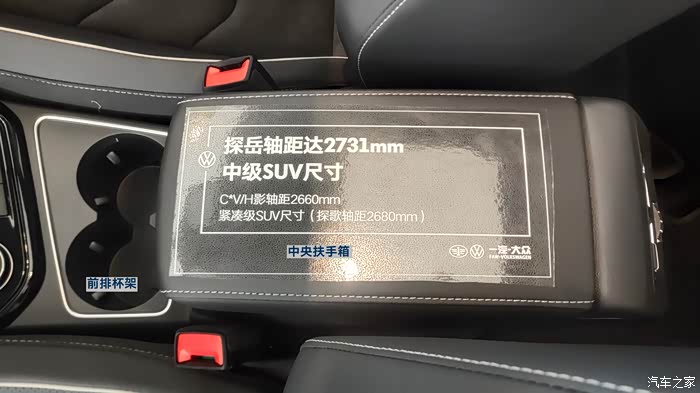 探岳轴距达2731mm
中级SUV尺寸
C*V/H影轴距2660mm
紧凑级SUV尺寸（探歌轴距2680mm）
中央扶手箱
一汽-大众
FAW-VOLKSWAGEN
前排杯架
汽车之家